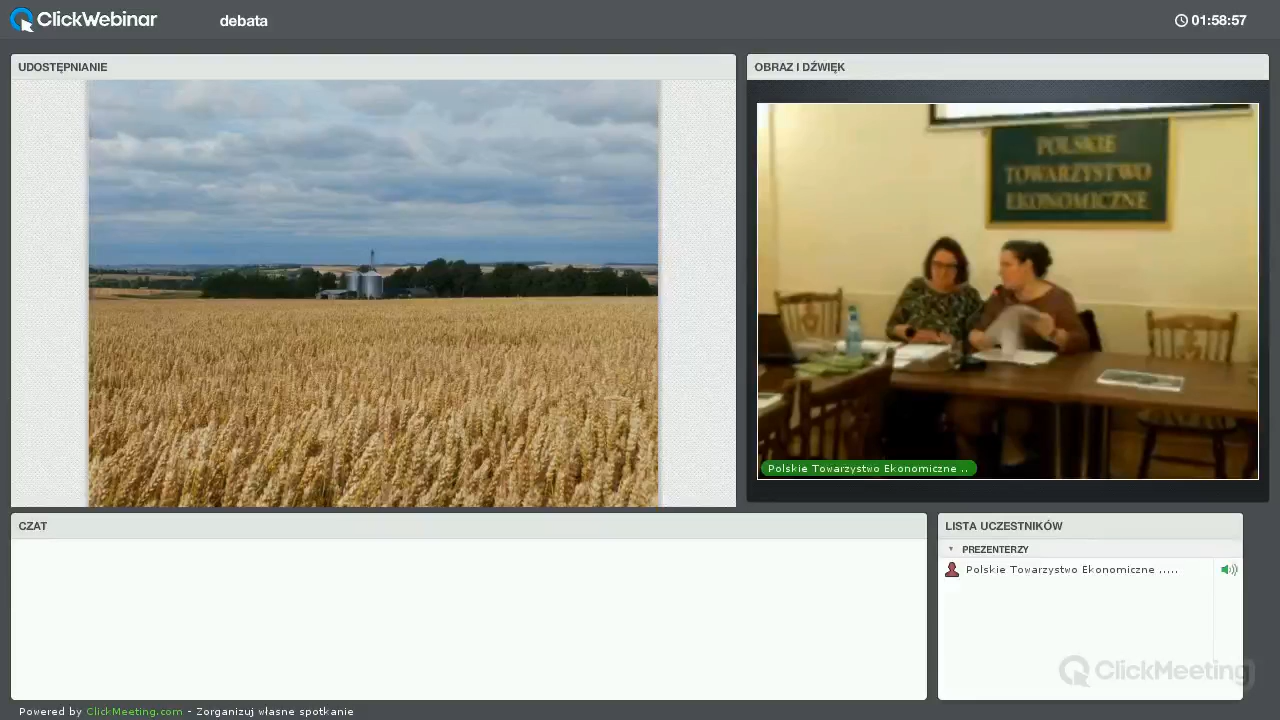 ClickWebinar
debata
01:58:57
UDOSTĘPNIANIE
OBRAZ I DŹWIĘK
POLSKIE
TOWARZYSTWO
EKONOMICZNE
Polskie Towarzystwo Ekonomiczne ..
CZAT
LISTA UCZESTNIKÓW
PREZENTERZY
Polskie Towarzystwo Ekonomiczne .....
ClickMeeting
Powered by ClickMeeting.com - Zorganizuj własne spotkanie